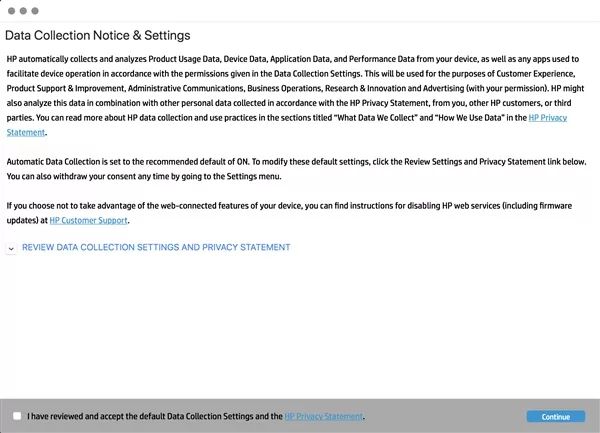 Data Collection Notice & Settings
HP automatically collects and analyzes Product Usage Data, Device Data, Application Data, and Performance Data from your device, as well as any apps used to
facilitate device operation in accordance with the permissions given in the Data Collection Settings. This will be used for the purposes of Customer Experience,
Product Support & Improvement, Administrative Communications, Business Operations, Research & Innovation and Advertising (with your permission). HP might
also analyze this data in combination with other personal data collected in accordance with the HP Privacy Statement, from you, other HP customers, or third
parties. You can read more about HP data collection and use practices in the sections titled “What Data We Collect” and “How We Use Data” in the HP Privacy
Statement.
Automatic Data Collection is set to the recommended default of ON. To modify these default settings, click the Review Settings and Privacy Statement link below.
You can also withdraw your consent any time by going to the Settings menu.
If you choose not to take advantage of the web-connected features of your device, you can find instructions for disabling HP web services (including firmware
updates) at HP Customer Support.
REVIEW DATA COLLECTION SETTINGS AND PRIVACY STATEMENT
I have reviewed and accept the default Data Collection Settings and the HP Privacy Statement.
Continue